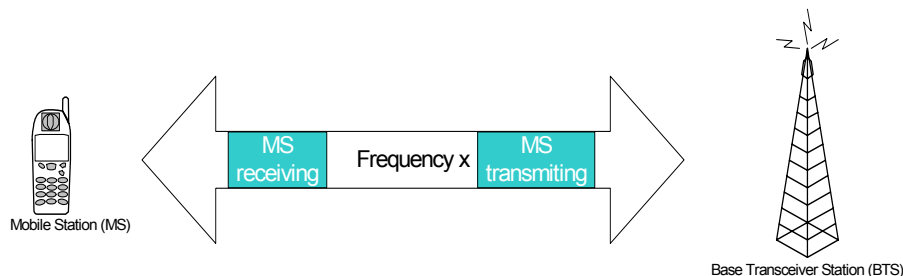 MS
receiving
Frequency x
MS
transmiting
Mobile Station (MS)
Base Transceiver Station (BTS)